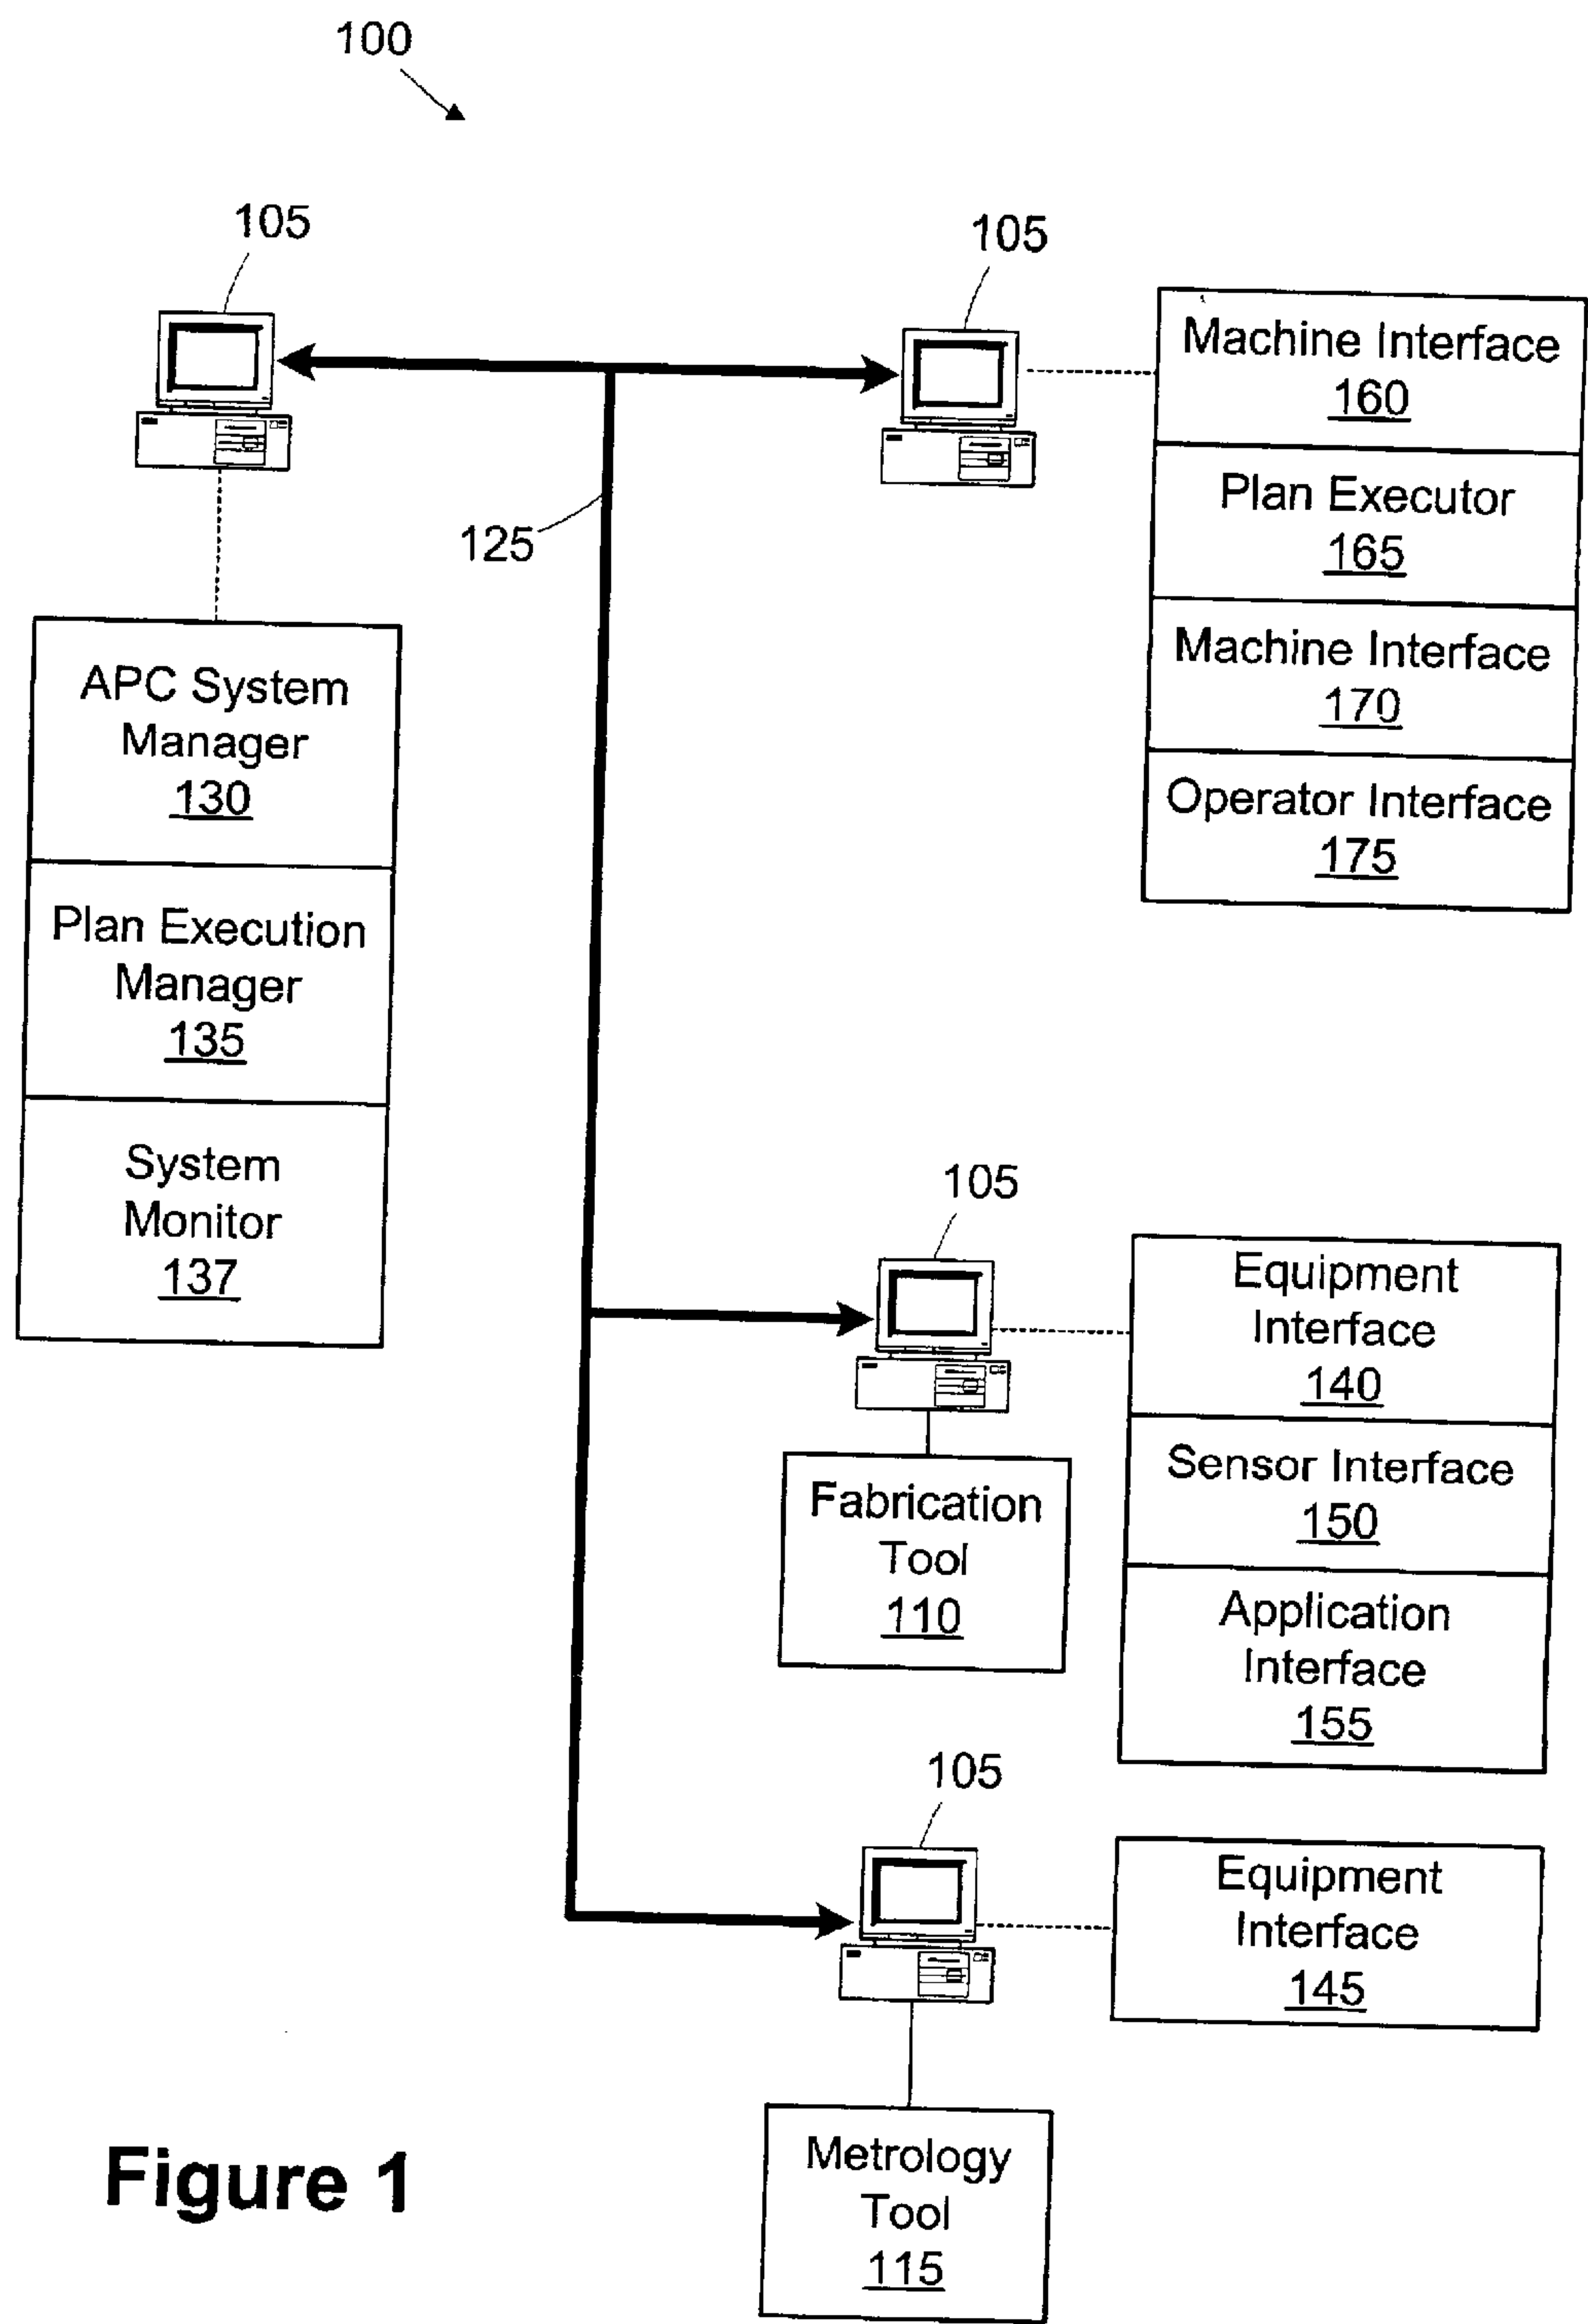 100
105
105
Machine Interface
160
Plan Executor
165
Machine Interface
170
Operator Interface
175
125
APC System
Manager
130
Plan Execution
Manager
135
System
Monitor
137
105
Equipment
Interface
140
Sensor Interface
150
Application
Interface
155
Fabrication
Tool
110
105
Equipment
Interface
145
Metrology
Tool
115
Figure 1